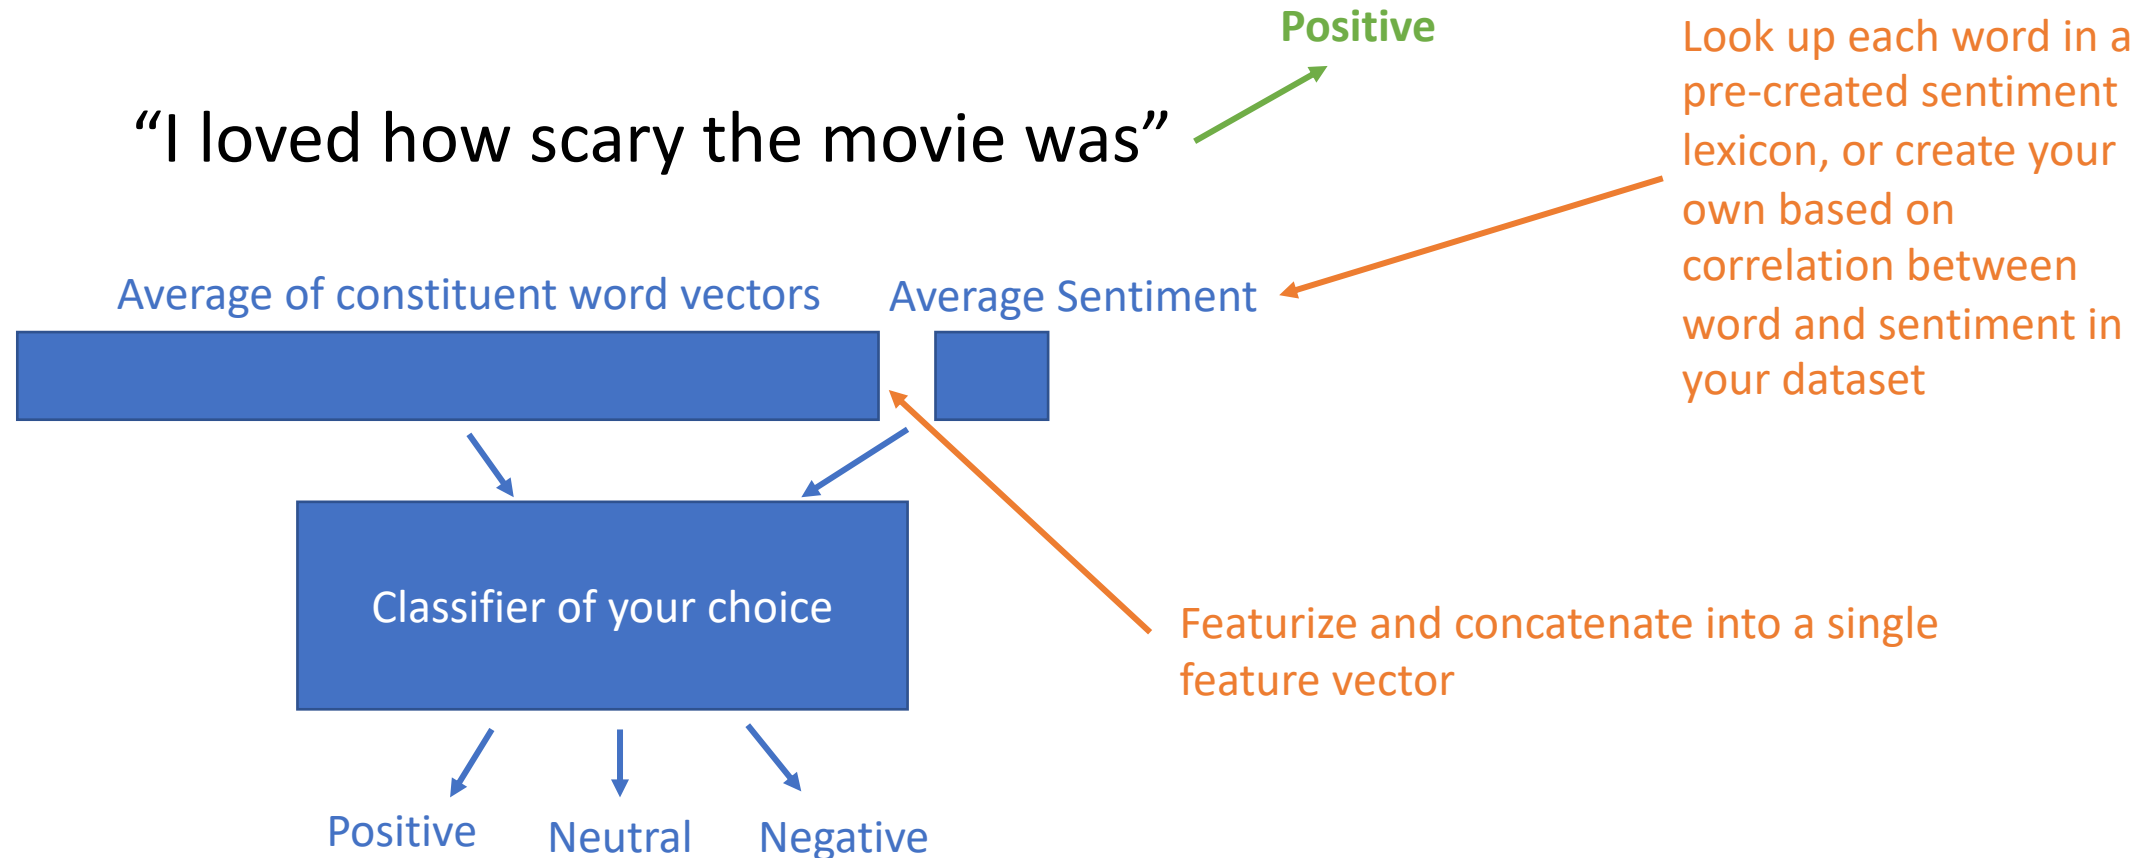 Positive
“I loved how scary the movie was”
Look up each word in a
pre-created sentiment
lexicon, or create your
own based on
correlation between
word and sentiment in
your dataset
Average of constituent word vectors
Average Sentiment
Classifier of your choice
Featurize and concatenate into a single
feature vector
Positive
Neutral
Negative